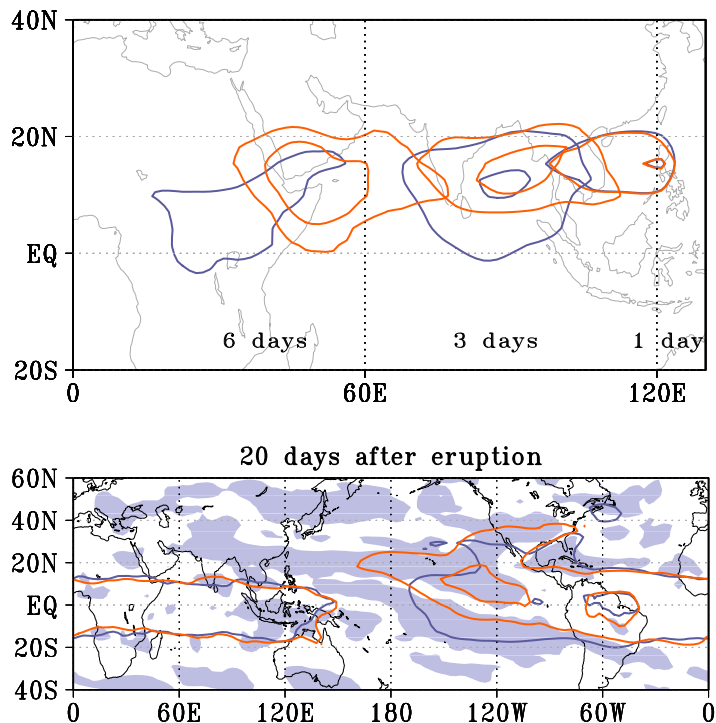 40N
20N
EQ
20S
6 days 3 days 1 day
0 60E 120E
20 days after eruption
60N
40N
20N
EQ
20S
40S
0 60E 120E 180 120W 60W 0